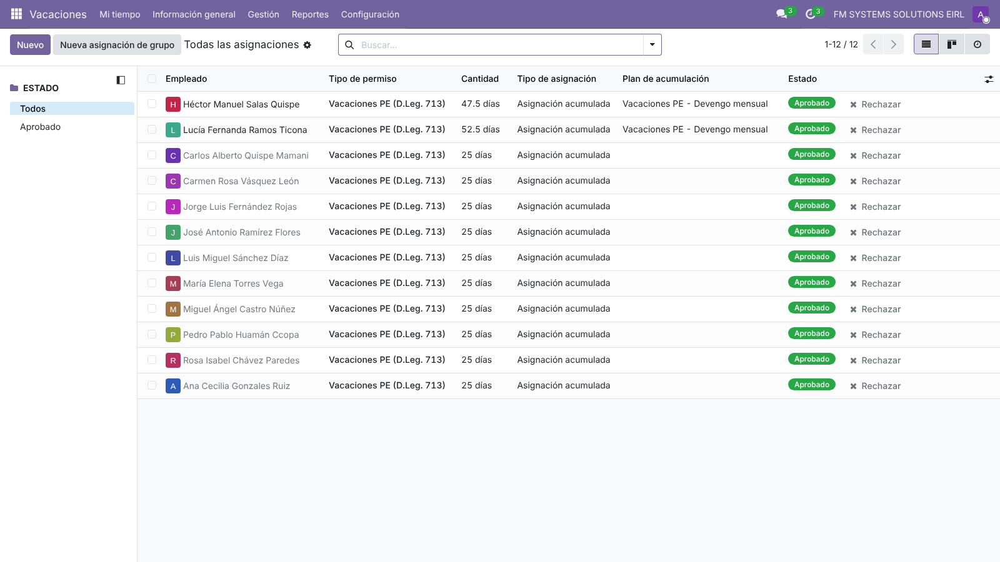 Vacaciones Mi tiempo Información general Gestión Reportes Configuración 3 3 FM SYSTEMS SOLUTIONS EIRL A
Nuevo Nueva asignación de grupo Todas las asignaciones Buscar... 1-12 / 12
ESTADO
Todos
Aprobado
Empleado Tipo de permiso Cantidad Tipo de asignación Plan de acumulación Estado
H Héctor Manuel Salas Quispe Vacaciones PE (D.Leg. 713) 47.5 días Asignación acumulada Vacaciones PE - Devengo mensual Aprobado Rechazar
L Lucía Fernanda Ramos Ticona Vacaciones PE (D.Leg. 713) 52.5 días Asignación acumulada Vacaciones PE - Devengo mensual Aprobado Rechazar
C Carlos Alberto Quispe Mamani Vacaciones PE (D.Leg. 713) 25 días Asignación acumulada Aprobado Rechazar
C Carmen Rosa Vásquez León Vacaciones PE (D.Leg. 713) 25 días Asignación acumulada Aprobado Rechazar
J Jorge Luis Fernández Rojas Vacaciones PE (D.Leg. 713) 25 días Asignación acumulada Aprobado Rechazar
J José Antonio Ramírez Flores Vacaciones PE (D.Leg. 713) 25 días Asignación acumulada Aprobado Rechazar
L Luis Miguel Sánchez Díaz Vacaciones PE (D.Leg. 713) 25 días Asignación acumulada Aprobado Rechazar
M María Elena Torres Vega Vacaciones PE (D.Leg. 713) 25 días Asignación acumulada Aprobado Rechazar
M Miguel Ángel Castro Núñez Vacaciones PE (D.Leg. 713) 25 días Asignación acumulada Aprobado Rechazar
P Pedro Pablo Huamán Ccopa Vacaciones PE (D.Leg. 713) 25 días Asignación acumulada Aprobado Rechazar
R Rosa Isabel Chávez Paredes Vacaciones PE (D.Leg. 713) 25 días Asignación acumulada Aprobado Rechazar
A Ana Cecilia Gonzales Ruiz Vacaciones PE (D.Leg. 713) 25 días Asignación acumulada Aprobado Rechazar